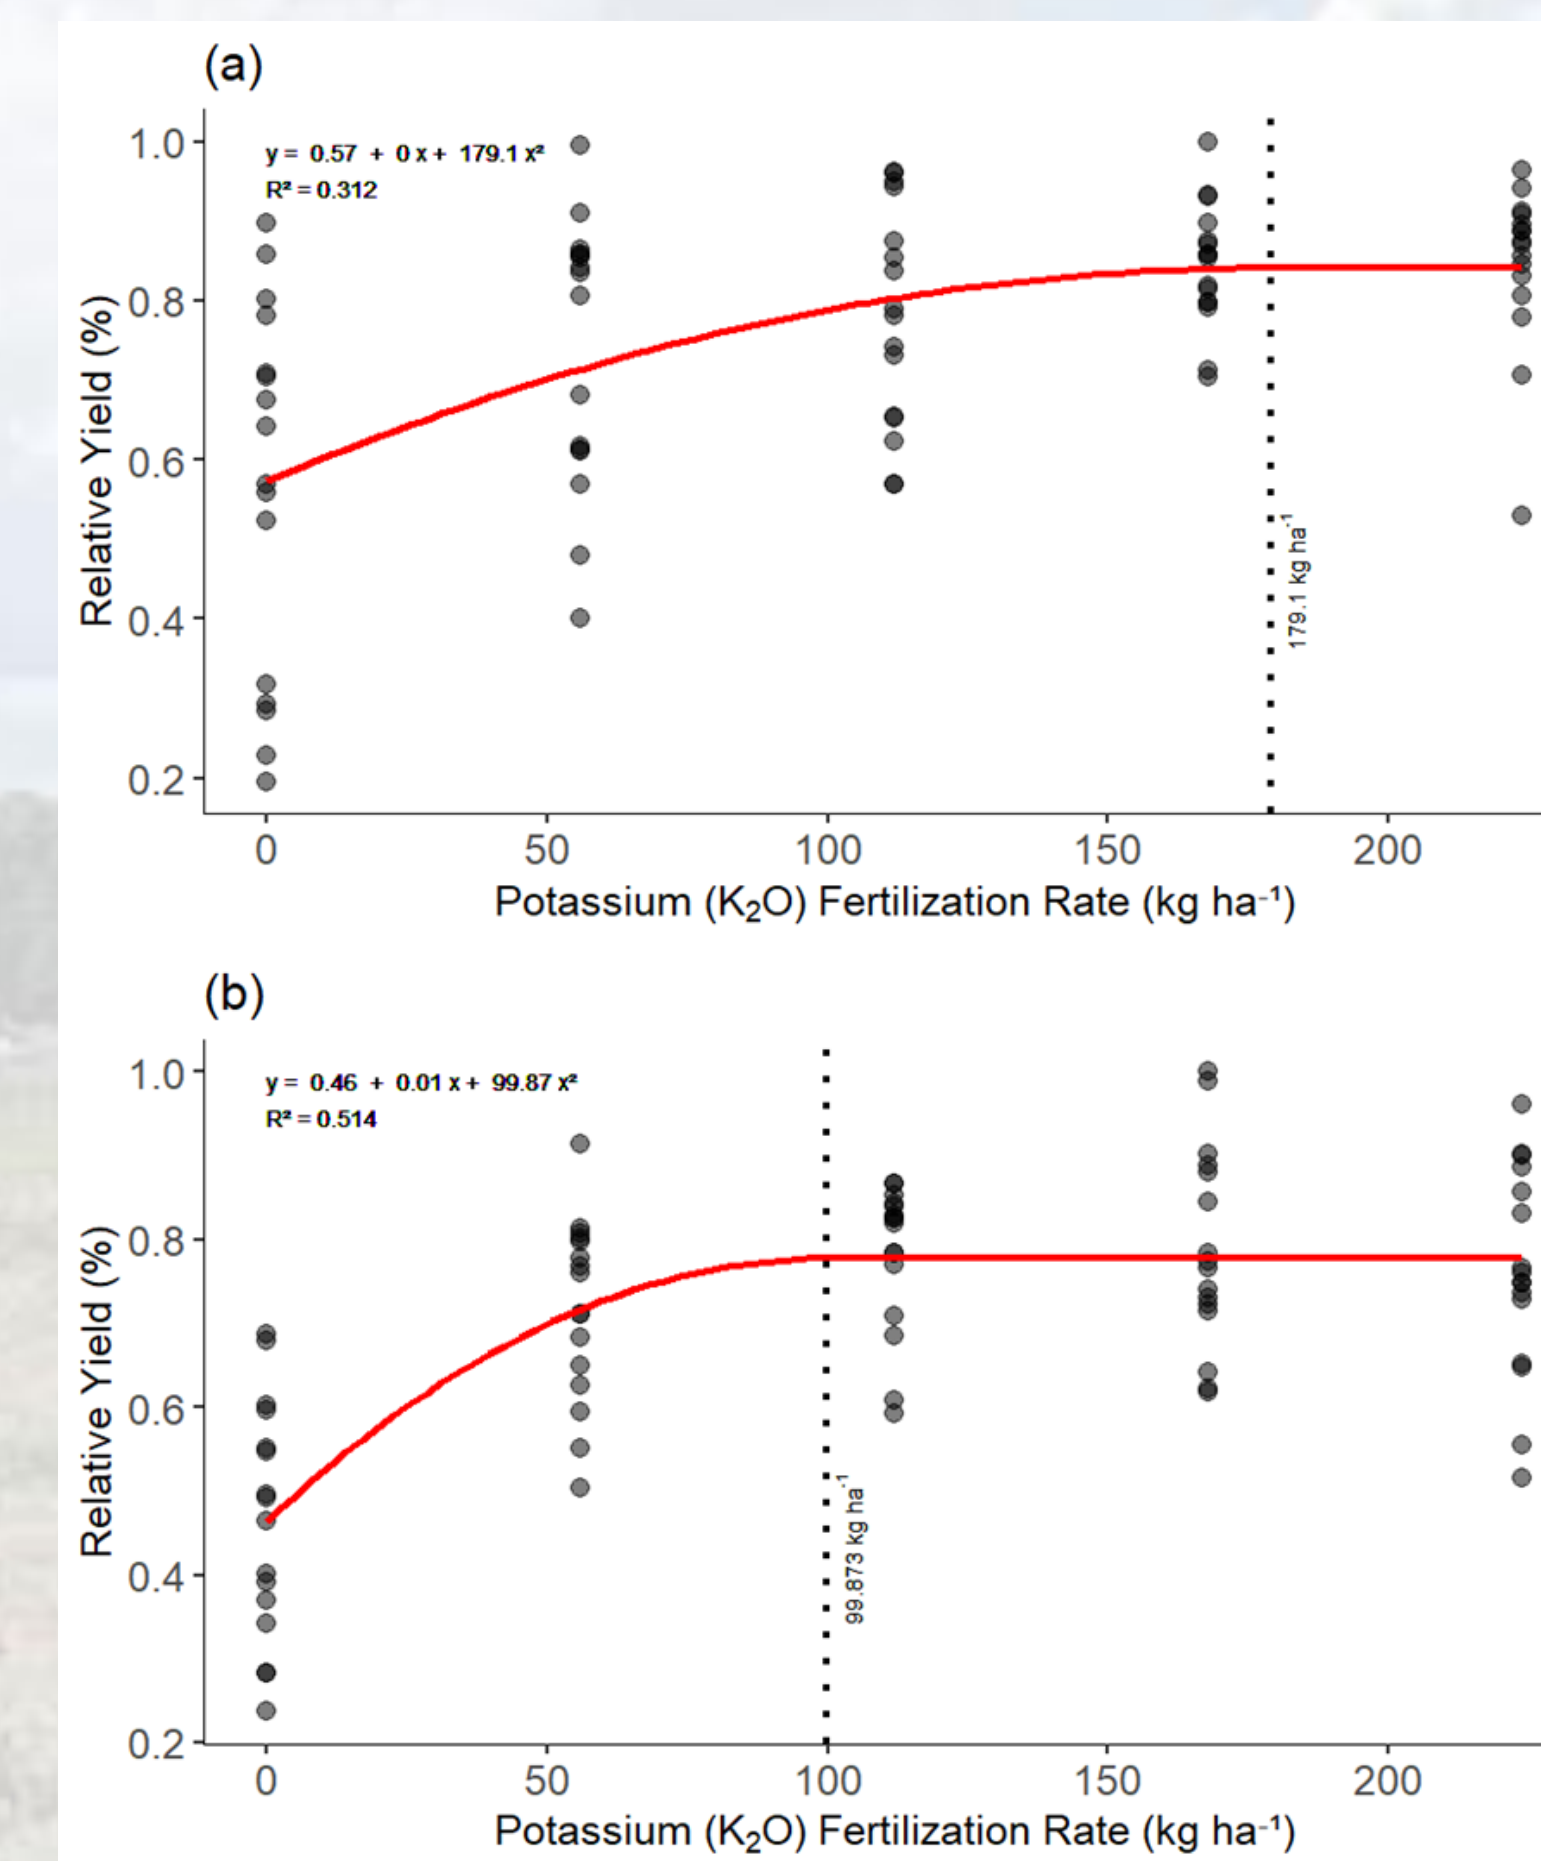 (a)
y = 0.57 + 0 x + 179.1 x²
R² = 0.312
1.0
0.8
0.6
0.4
0.2
Relative Yield (%)
179.1 kg ha⁻¹
0 50 100 150 200
Potassium (K₂O) Fertilization Rate (kg ha⁻¹)
(b)
y = 0.46 + 0.01 x + 99.87 x²
R² = 0.514
1.0
0.8
0.6
0.4
0.2
Relative Yield (%)
99.873 kg ha⁻¹
0 50 100 150 200
Potassium (K₂O) Fertilization Rate (kg ha⁻¹)